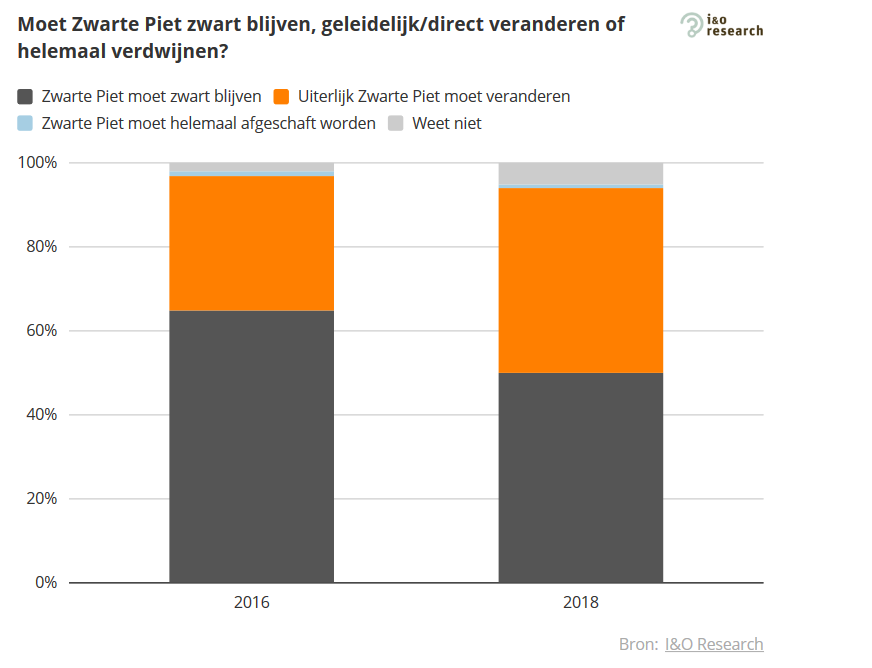 Moet Zwarte Piet zwart blijven, geleidelijk/direct veranderen of
helemaal verdwijnen?
i&o
research
Zwarte Piet moet zwart blijven
Uiterlijk Zwarte Piet moet veranderen
Zwarte Piet moet helemaal afgeschaft worden
Weet niet
100%
80%
60%
40%
20%
0%
2016
2018
Bron: I&O Research